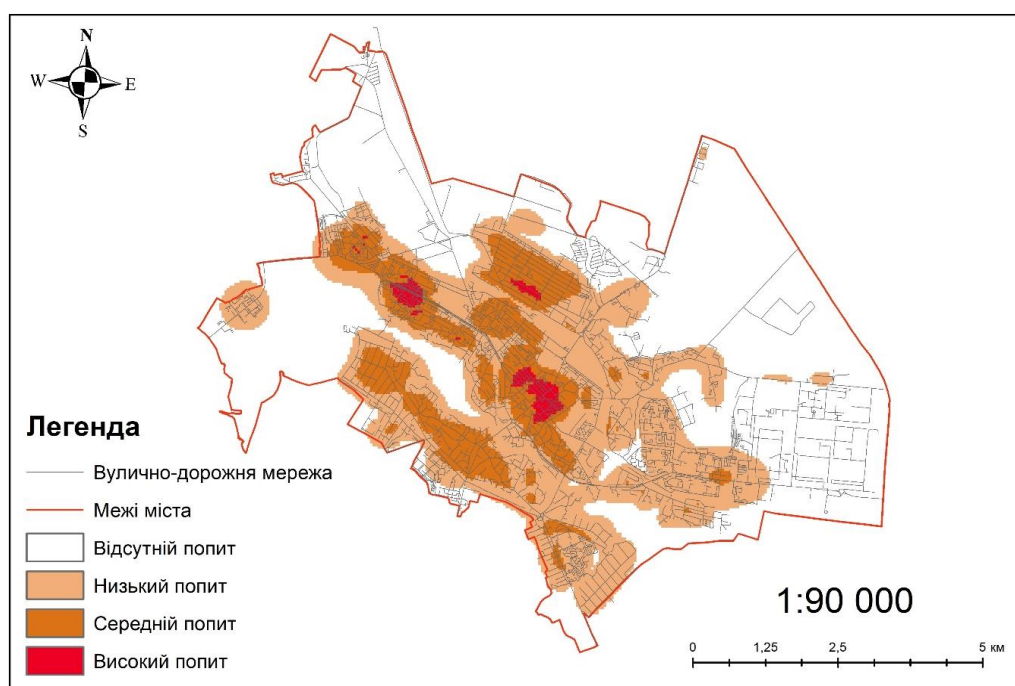 N
W E
S
Легенда
Вулично-дорожня мережа
Межі міста
Відсутній попит
Низький попит
Середній попит
Високий попит
1:90 000
0 1,25 2,5 5 км